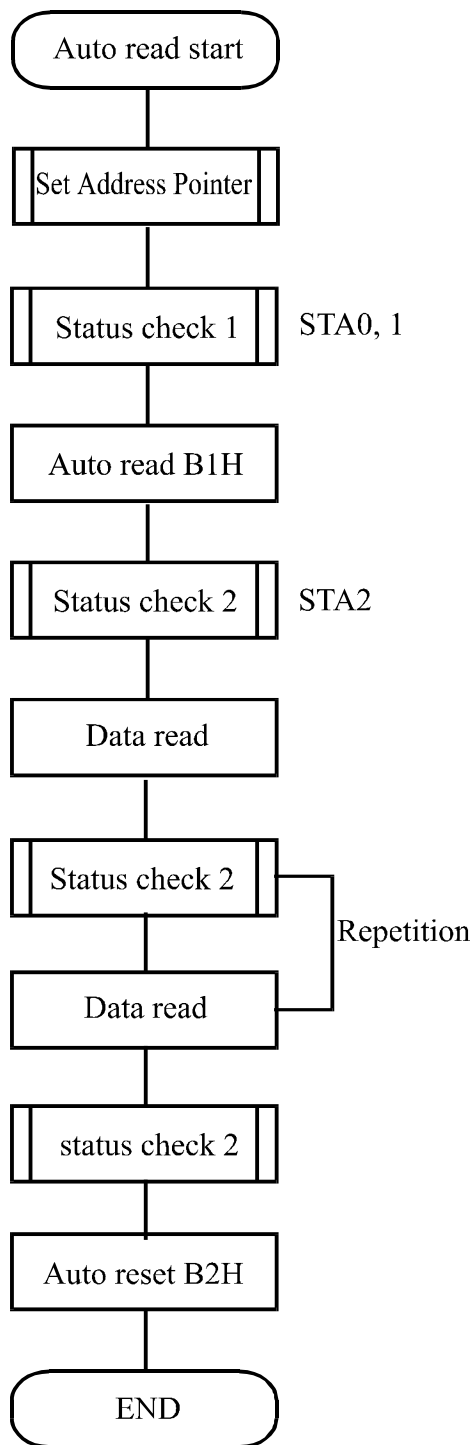 Auto read start
Set Address Pointer
Status check 1
STA0, 1
Auto read B1H
Status check 2
STA2
Data read
Status check 2
Repetition
Data read
status check 2
Auto reset B2H
END